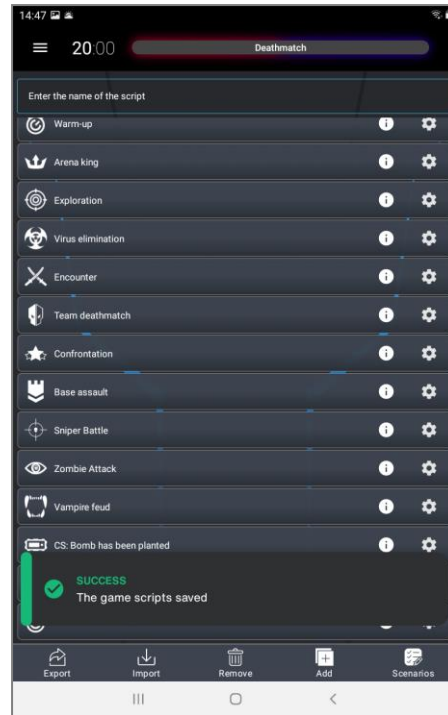 14:47
20:00
Deathmatch
Enter the name of the script
Warm-up
Arena king
Exploration
Virus elimination
Encounter
Team deathmatch
Confrontation
Base assault
Sniper Battle
Zombie Attack
Vampire feud
CS: Bomb has been planted
SUCCESS
The game scripts saved
Export
Import
Remove
Add
Scenarios